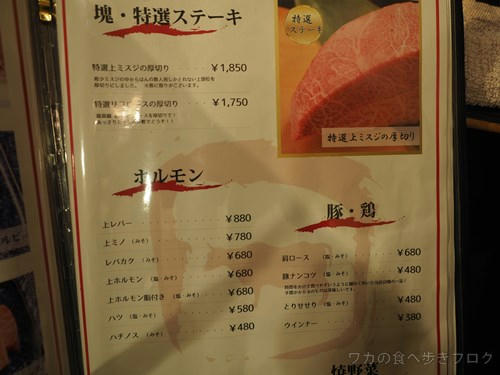 塊・特選ステーキ
特選上ミスジの厚切り ¥1,850
特選リブロースの厚切り ¥1,750
特選
ステーキ
特選上ミスジの厚切り
ホルモン
上レバー ¥880
上ミノ (みそ) ¥780
レバカク (みそ) ¥680
上ホルモン (塩・みそ) ¥680
上ホルモン脂付き (塩・みそ) ¥680
ハツ (塩・みそ) ¥580
ハチノス (みそ) ¥480
豚・鶏
肩ロース (塩・みそ) ¥680
豚ナンコツ (塩・みそ) ¥480
とりせせり (塩・みそ) ¥480
ウインナー ¥380
焼野菜
ワカの食べ歩きブログ